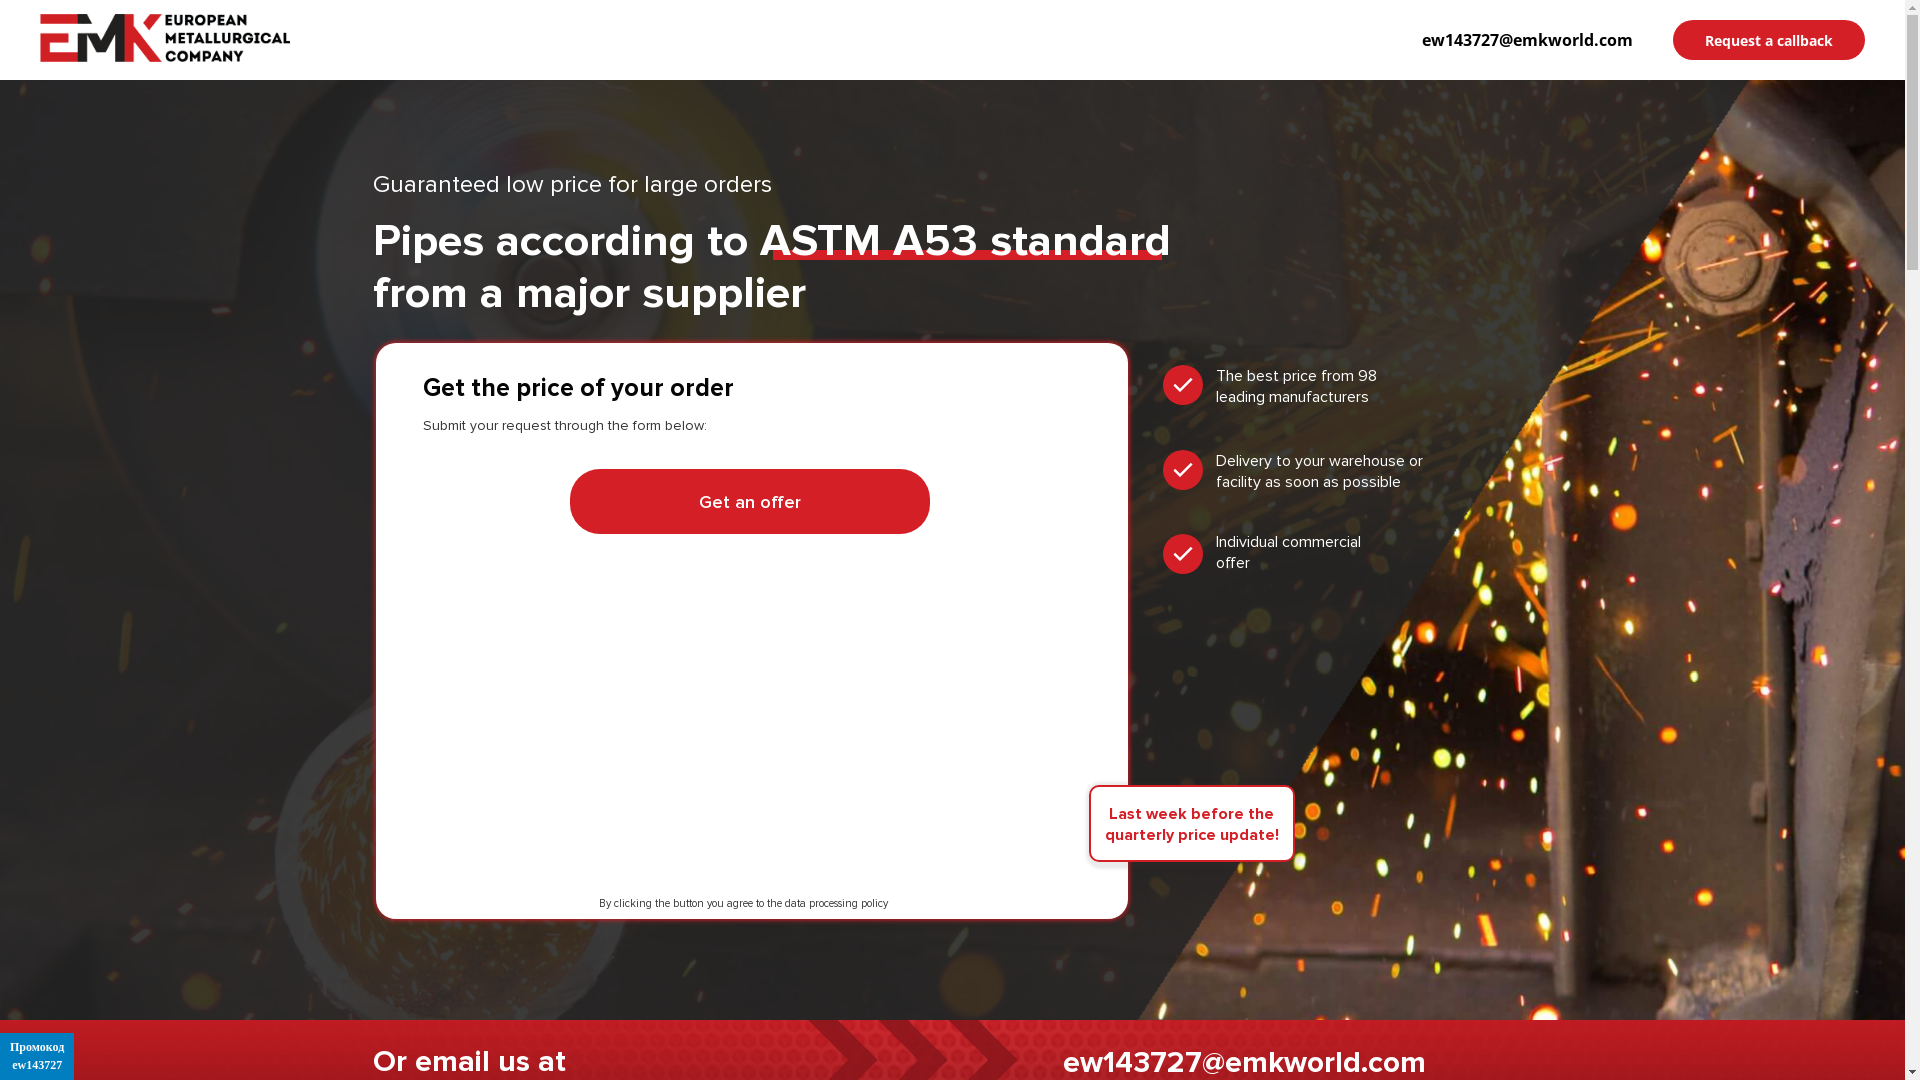 EMK
EUROPEAN
METALLURGICAL
COMPANY
ew143727@emkworld.com
Request a callback
Guaranteed low price for large orders
Pipes according to ASTM A53 standard
from a major supplier
Get the price of your order
Submit your request through the form below:
Get an offer
The best price from 98
leading manufacturers
Delivery to your warehouse or
facility as soon as possible
Individual commercial
offer
Last week before the
quarterly price update!
By clicking the button you agree to the data processing policy
Or email us at
ew143727@emkworld.com
Промокод
ew143727